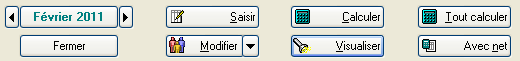 Février 2011 Saisir Calculer Tout calculer
Fermer Modifier Visualiser Avec net